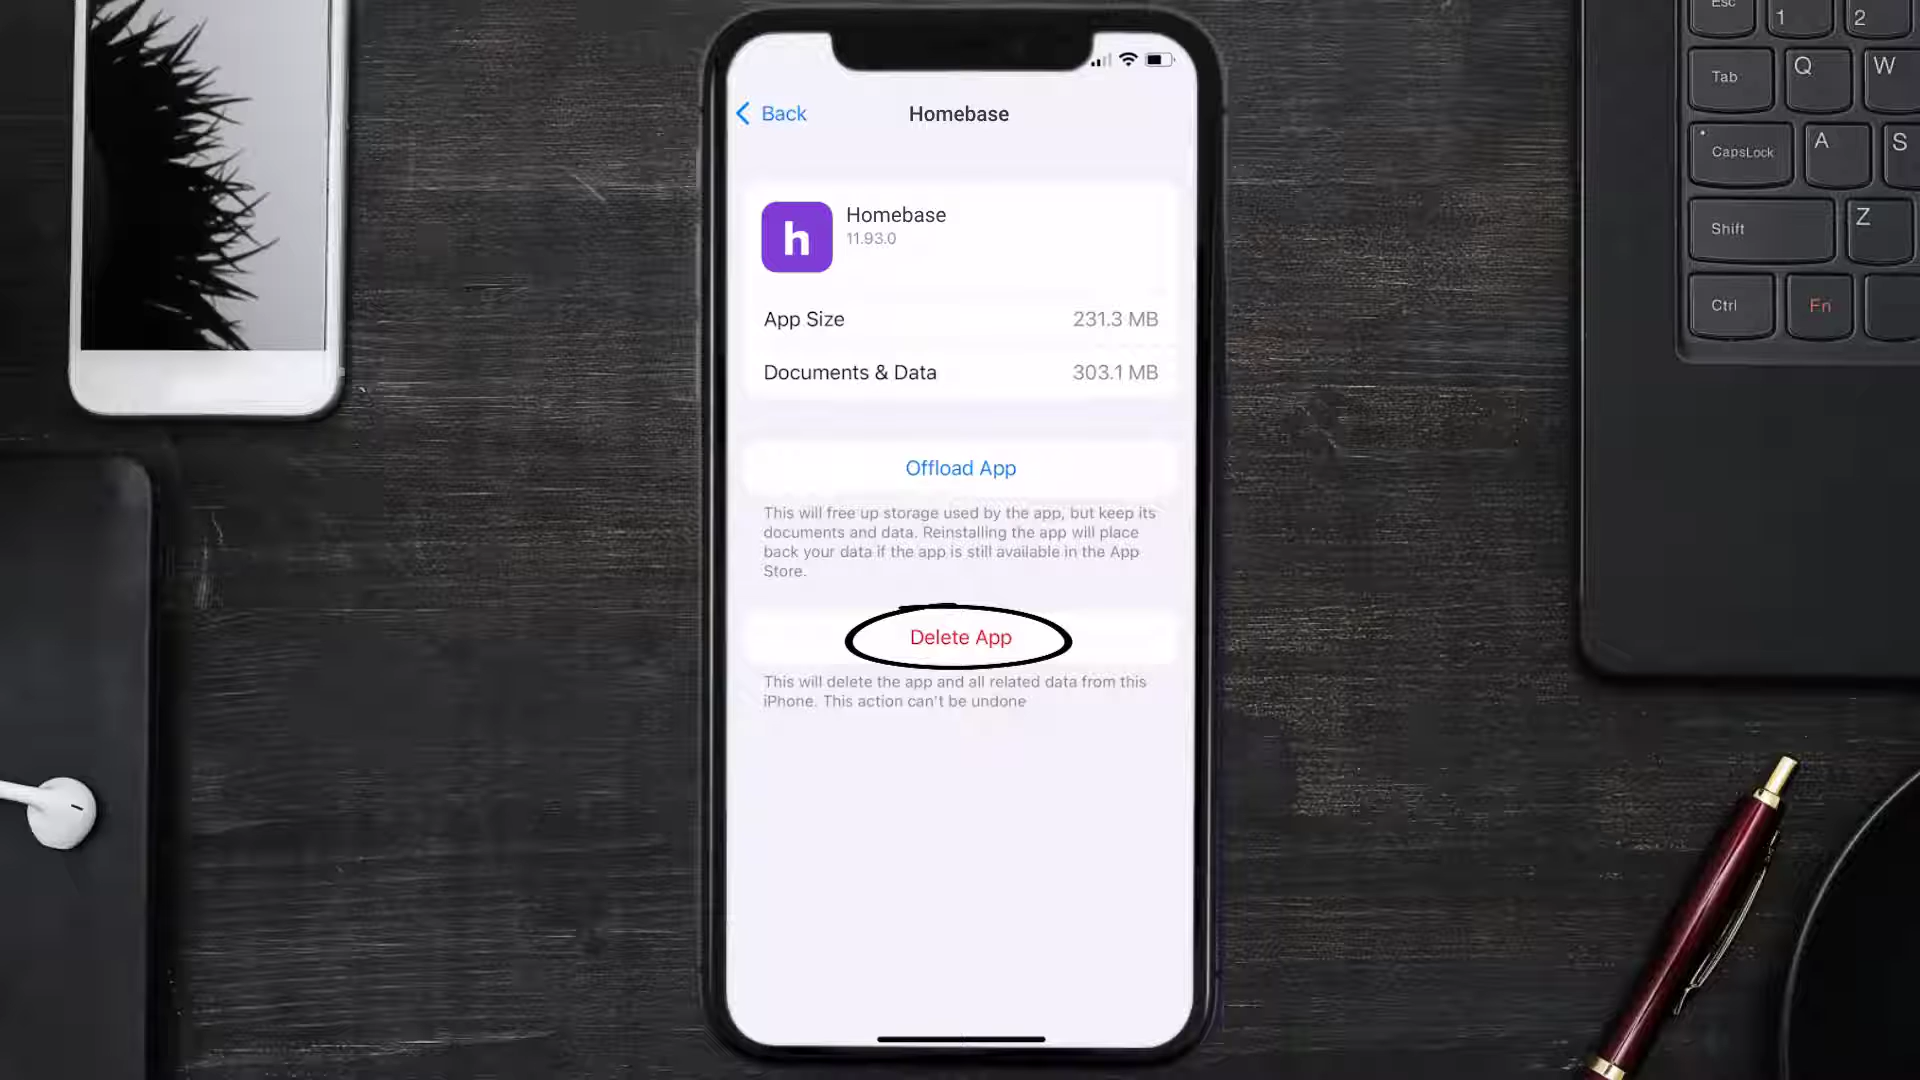 Back
Homebase
h
Homebase
11.93.0
App Size
231.3 MB
Documents & Data
303.1 MB
Offload App
This will free up storage used by the app, but keep its
documents and data. Reinstalling the app will place
back your data if the app is still available in the App
Store.
Delete App
This will delete the app and all related data from this
iPhone. This action can't be undone
Esc
1
2
Tab
Q
W
CapsLock
A
S
Shift
Z
Ctrl
Fn